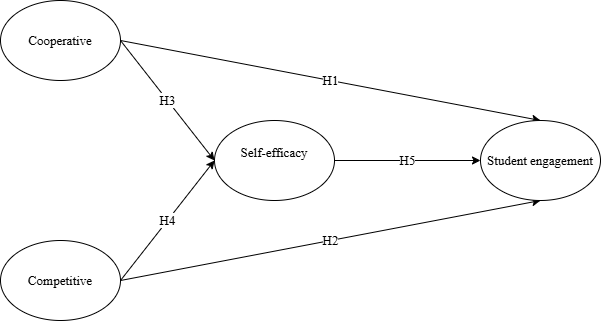 Cooperative
H1
H3
Self-efficacy
H5
Student engagement
H4
H2
Competitive